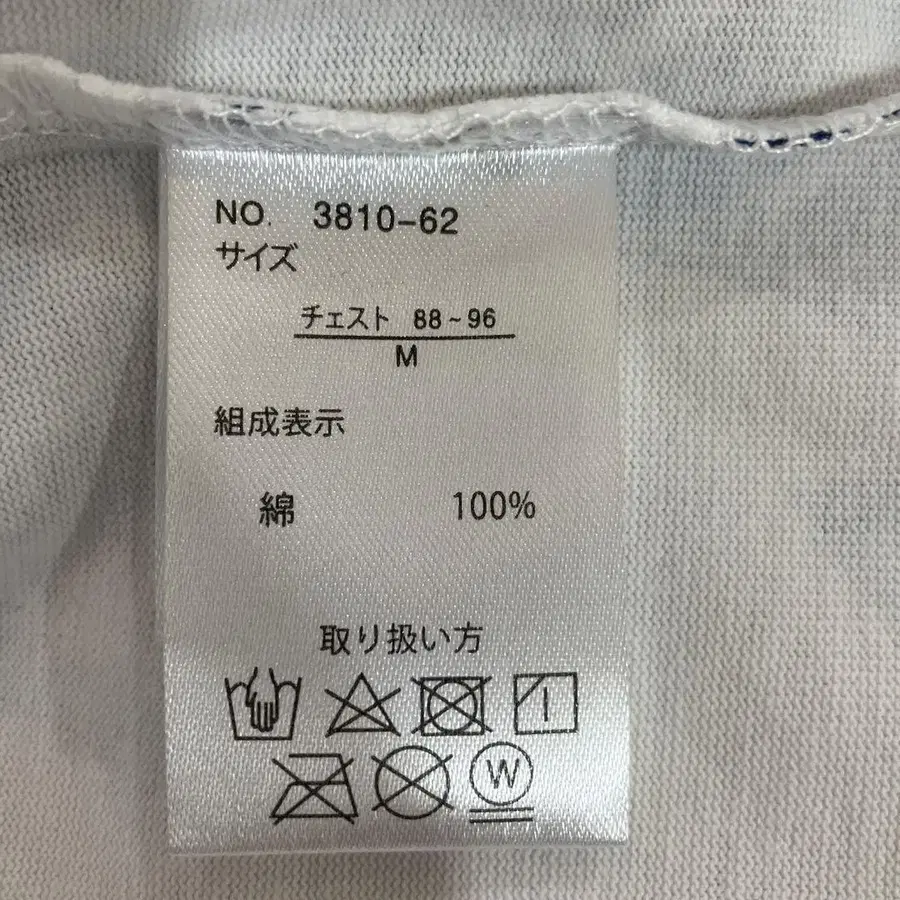 NO. 3810-62
サイズ
チェスト 88~96
M
組成表示
綿 100%
取り扱い方
W